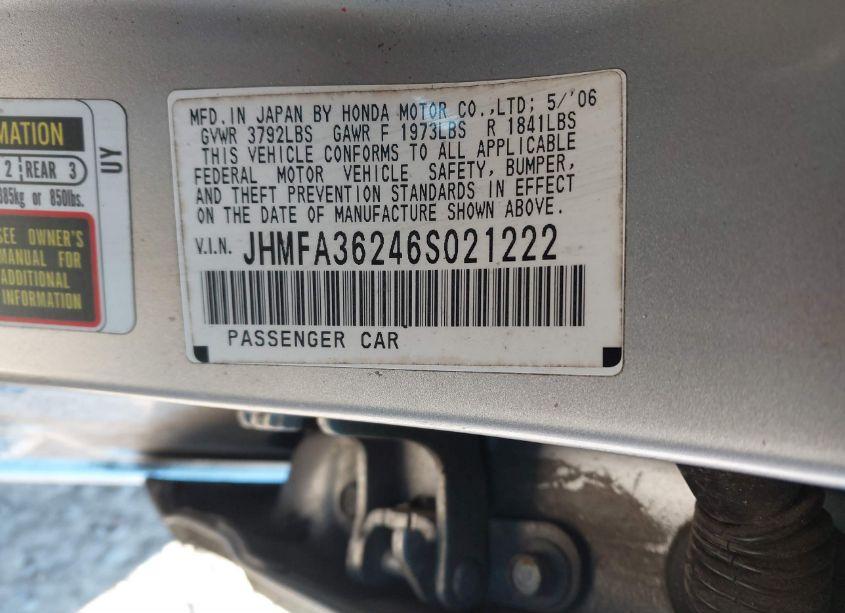 MATION
2 REAR 3
385kg or 850lbs.
SEE OWNER'S
MANUAL FOR
ADDITIONAL
INFORMATION
UY
MFD.IN JAPAN BY HONDA MOTOR CO.,LTD; 5/'06
GVWR 3792LBS GAWR F 1973LBS R 1841LBS
THIS VEHICLE CONFORMS TO ALL APPLICABLE
FEDERAL MOTOR VEHICLE SAFETY, BUMPER,
AND THEFT PREVENTION STANDARDS IN EFFECT
ON THE DATE OF MANUFACTURE SHOWN ABOVE.
V.I.N. JHMFA36246S021222
PASSENGER CAR